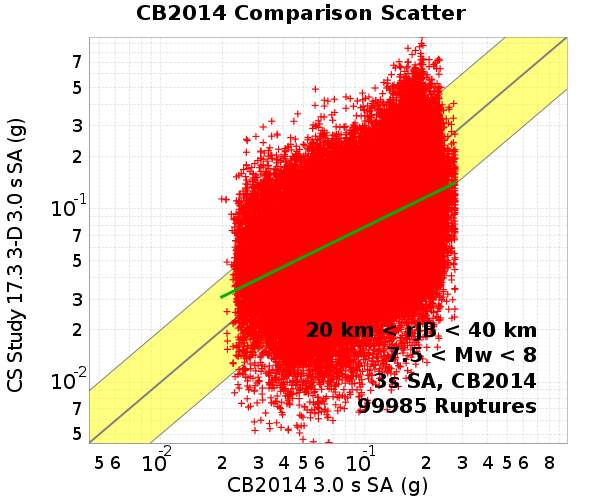 CB2014 Comparison Scatter
CS Study 17.3 3-D 3.0 s SA (g)
7
5
3
2
10⁻¹
7
5
3
2
10⁻²
7
5
20 km < rJB < 40 km
7.5 < Mw < 8
3s SA, CB2014
99985 Ruptures
5 6 10⁻² 2 3 4 5 6 10⁻¹ 2 3 4 5 6 8
CB2014 3.0 s SA (g)